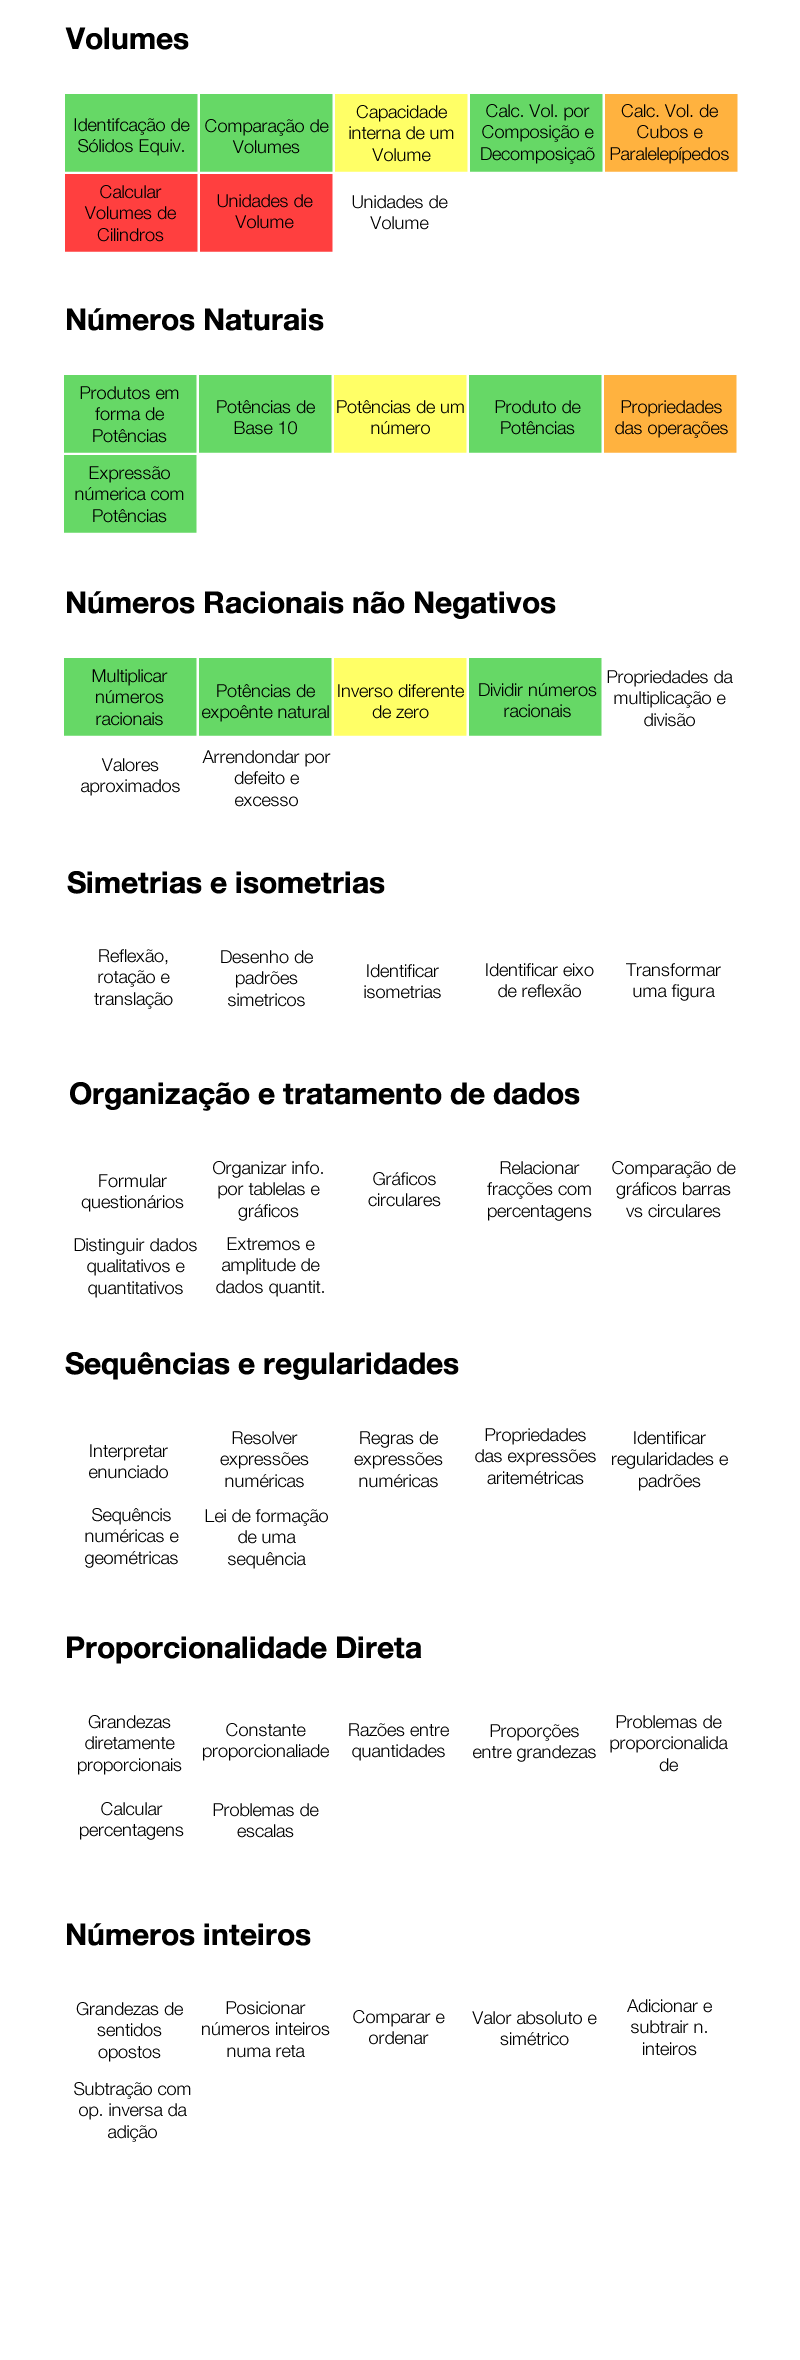 Volumes
Identifcação de
Sólidos Equiv.
Comparação de
Volumes
Capacidade
interna de um
Volume
Calc. Vol. por
Composição e
Decomposiçaõ
Calc. Vol. de
Cubos e
Paralelepípedos
Calcular
Volumes de
Cilindros
Unidades de
Volume
Unidades de
Volume
Números Naturais
Produtos em
forma de
Potências
Potências de
Base 10
Potências de um
número
Produto de
Potências
Propriedades
das operações
Expressão
númerica com
Potências
Números Racionais não Negativos
Multiplicar
números
racionais
Potências de
expoênte natural
Inverso diferente
de zero
Dividir números
racionais
Propriedades da
multiplicação e
divisão
Valores
aproximados
Arrendondar por
defeito e
excesso
Simetrias e isometrias
Reflexão,
rotação e
translação
Desenho de
padrões
simetricos
Identificar
isometrias
Identificar eixo
de reflexão
Transformar
uma figura
Organização e tratamento de dados
Formular
questionários
Organizar info.
por tablelas e
gráficos
Gráficos
circulares
Relacionar
fracções com
percentagens
Comparação de
gráficos barras
vs circulares
Distinguir dados
qualitativos e
quantitativos
Extremos e
amplitude de
dados quantit.
Sequências e regularidades
Interpretar
enunciado
Resolver
expressões
numéricas
Regras de
expressões
numéricas
Propriedades
das expressões
aritemétricas
Identificar
regularidades e
padrões
Sequêncis
numéricas e
geométricas
Lei de formação
de uma
sequência
Proporcionalidade Direta
Grandezas
diretamente
proporcionais
Constante
proporcionaliade
Razões entre
quantidades
Proporções
entre grandezas
Problemas de
proporcionalida
de
Calcular
percentagens
Problemas de
escalas
Números inteiros
Grandezas de
sentidos
opostos
Posicionar
números inteiros
numa reta
Comparar e
ordenar
Valor absoluto e
simétrico
Adicionar e
subtrair n.
inteiros
Subtração com
op. inversa da
adição